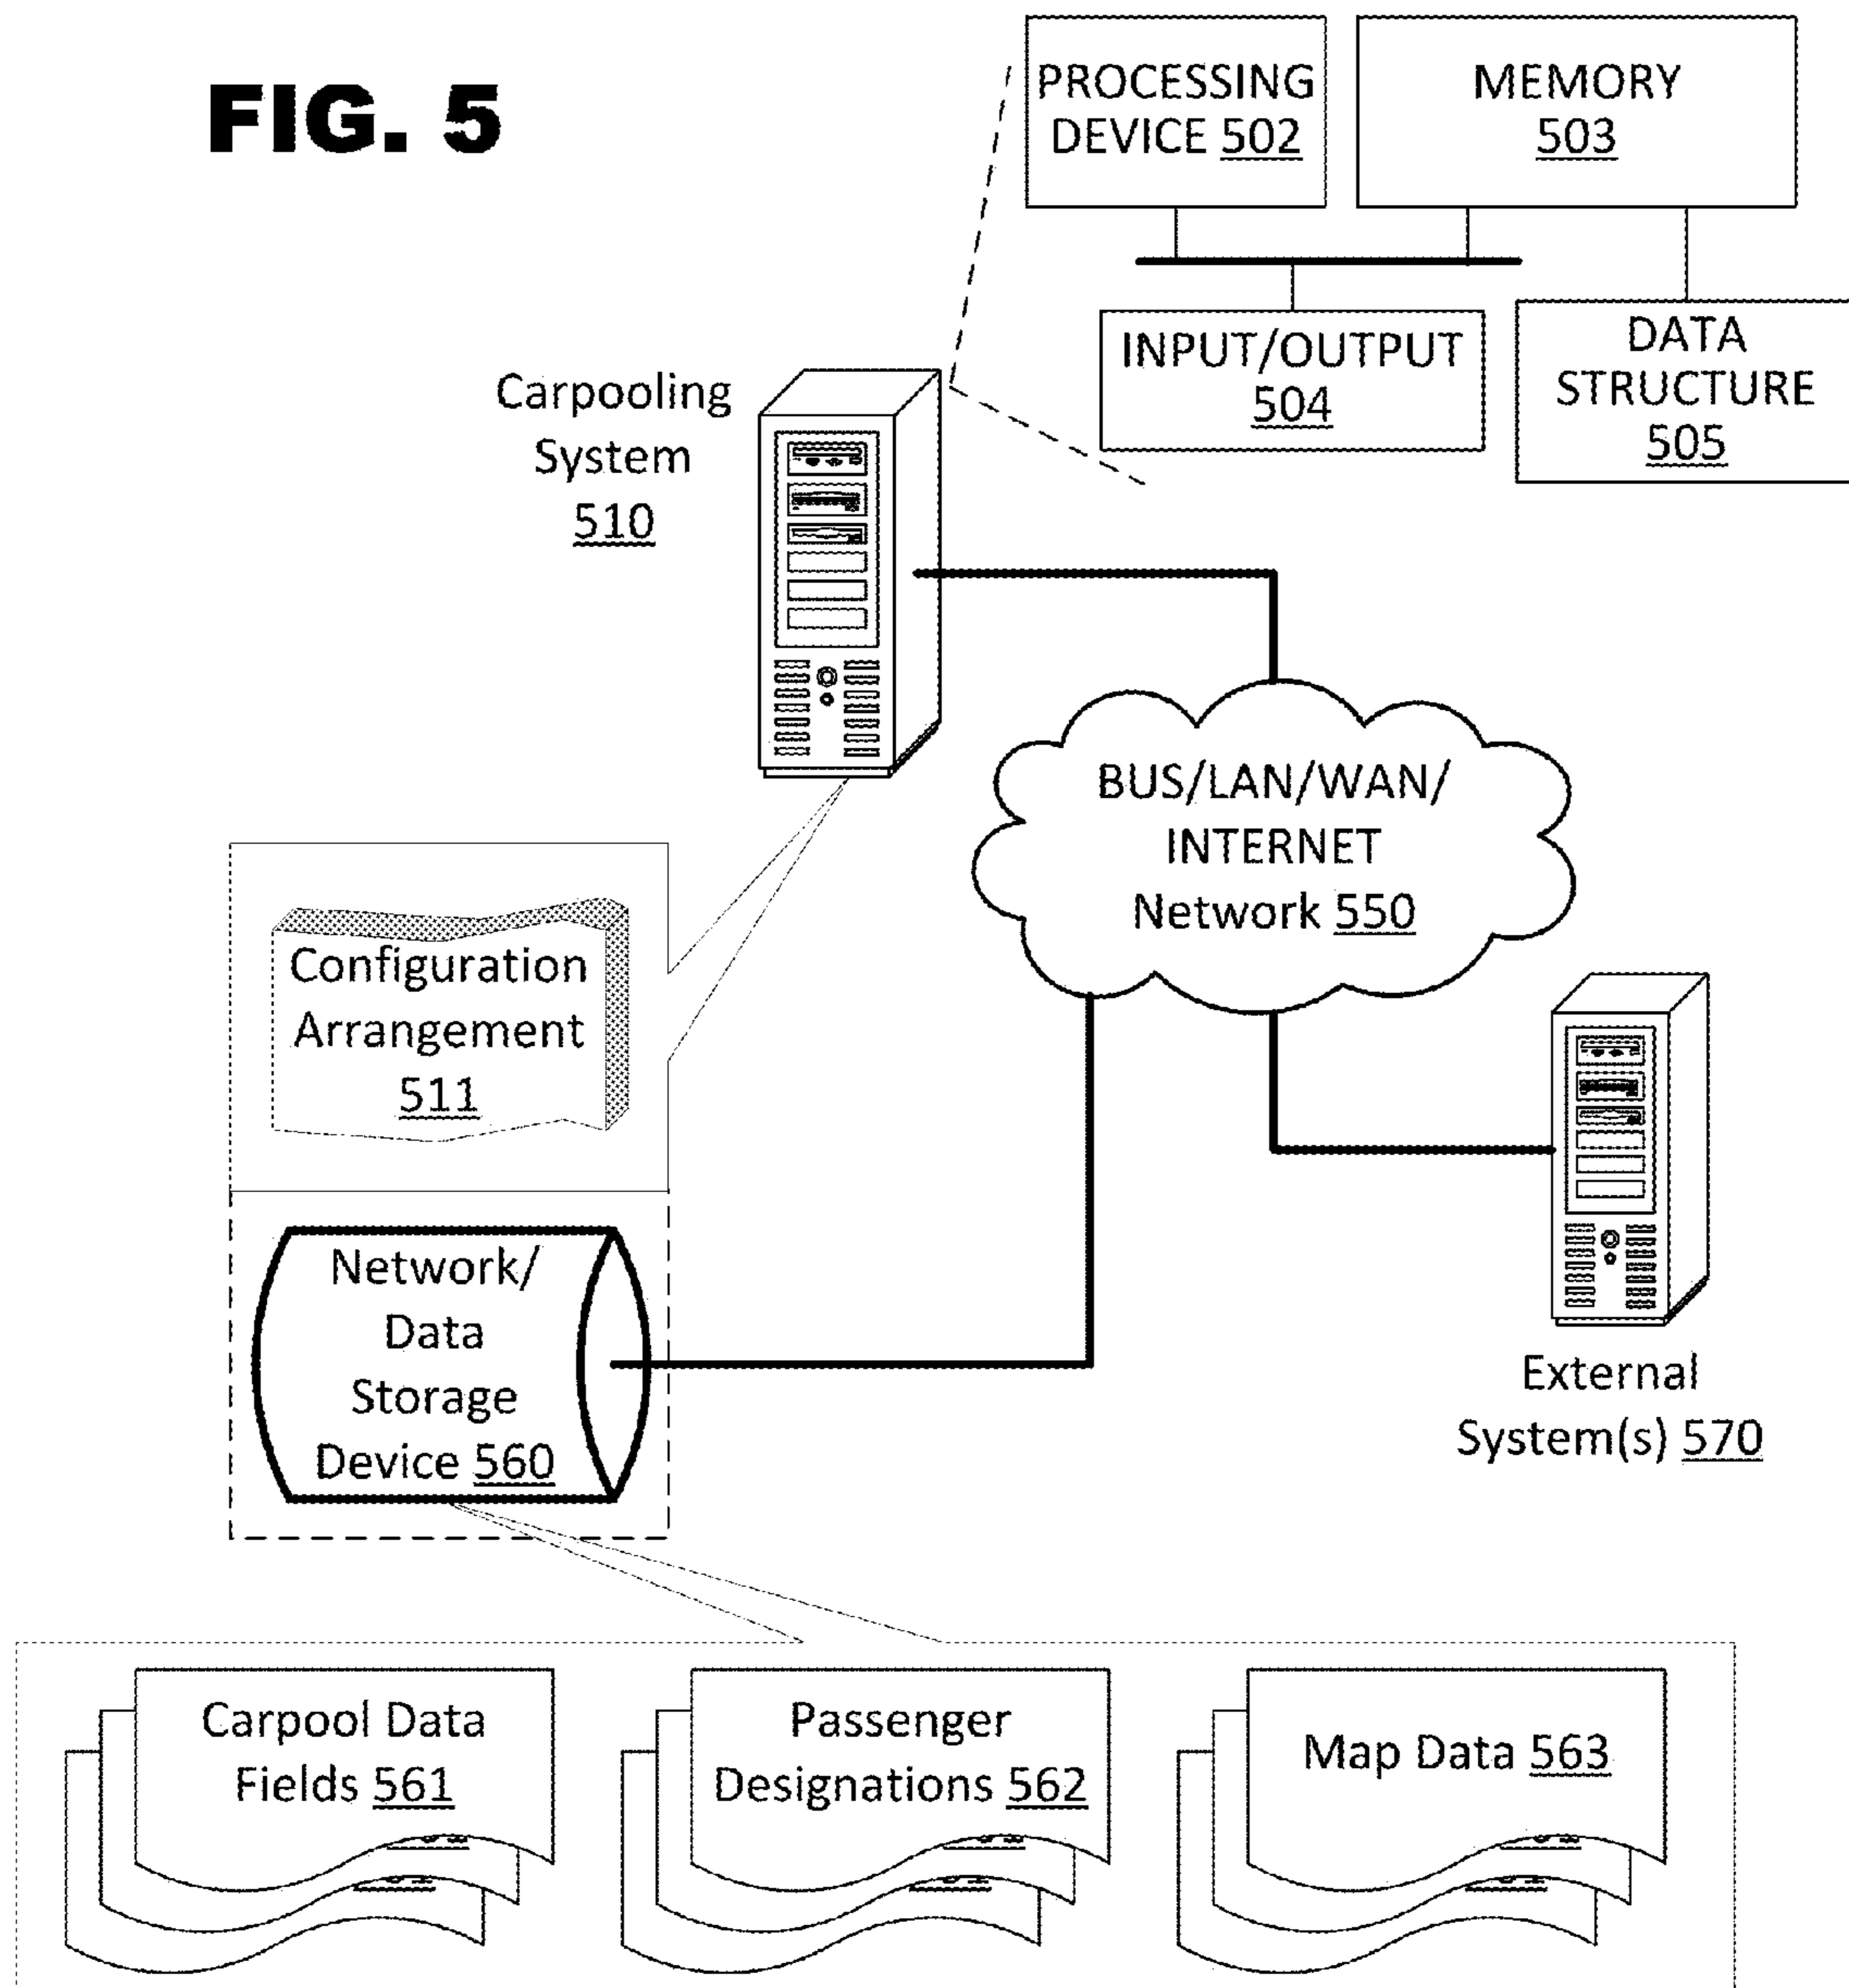 FIG. 5
PROCESSING
DEVICE 502
MEMORY
503
INPUT/OUTPUT
504
DATA
STRUCTURE
505
Carpooling
System
510
BUS/LAN/WAN/
INTERNET
Network 550
Configuration
Arrangement
511
Network/
Data
Storage
Device 560
External
System(s) 570
Carpool Data
Fields 561
Passenger
Designations 562
Map Data 563